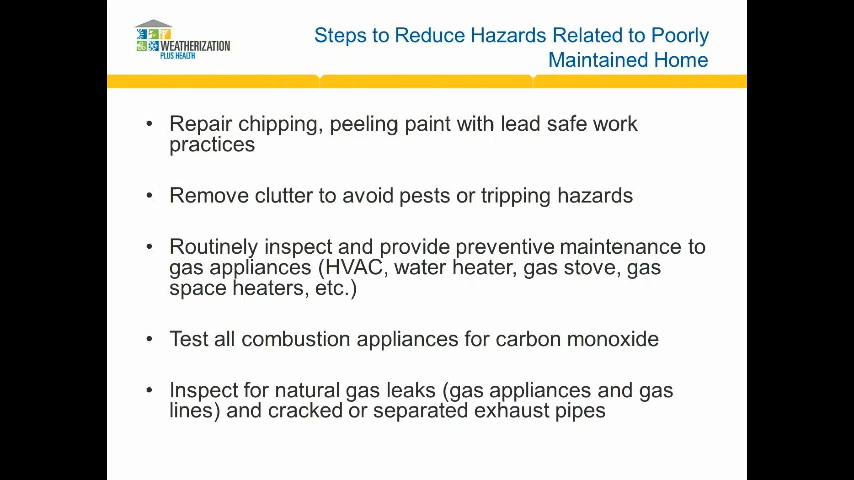 WEATHERIZATION
PLUS HEALTH
Steps to Reduce Hazards Related to Poorly
Maintained Home
• Repair chipping, peeling paint with lead safe work
practices
• Remove clutter to avoid pests or tripping hazards
• Routinely inspect and provide preventive maintenance to
gas appliances (HVAC, water heater, gas stove, gas
space heaters, etc.)
• Test all combustion appliances for carbon monoxide
• Inspect for natural gas leaks (gas appliances and gas
lines) and cracked or separated exhaust pipes